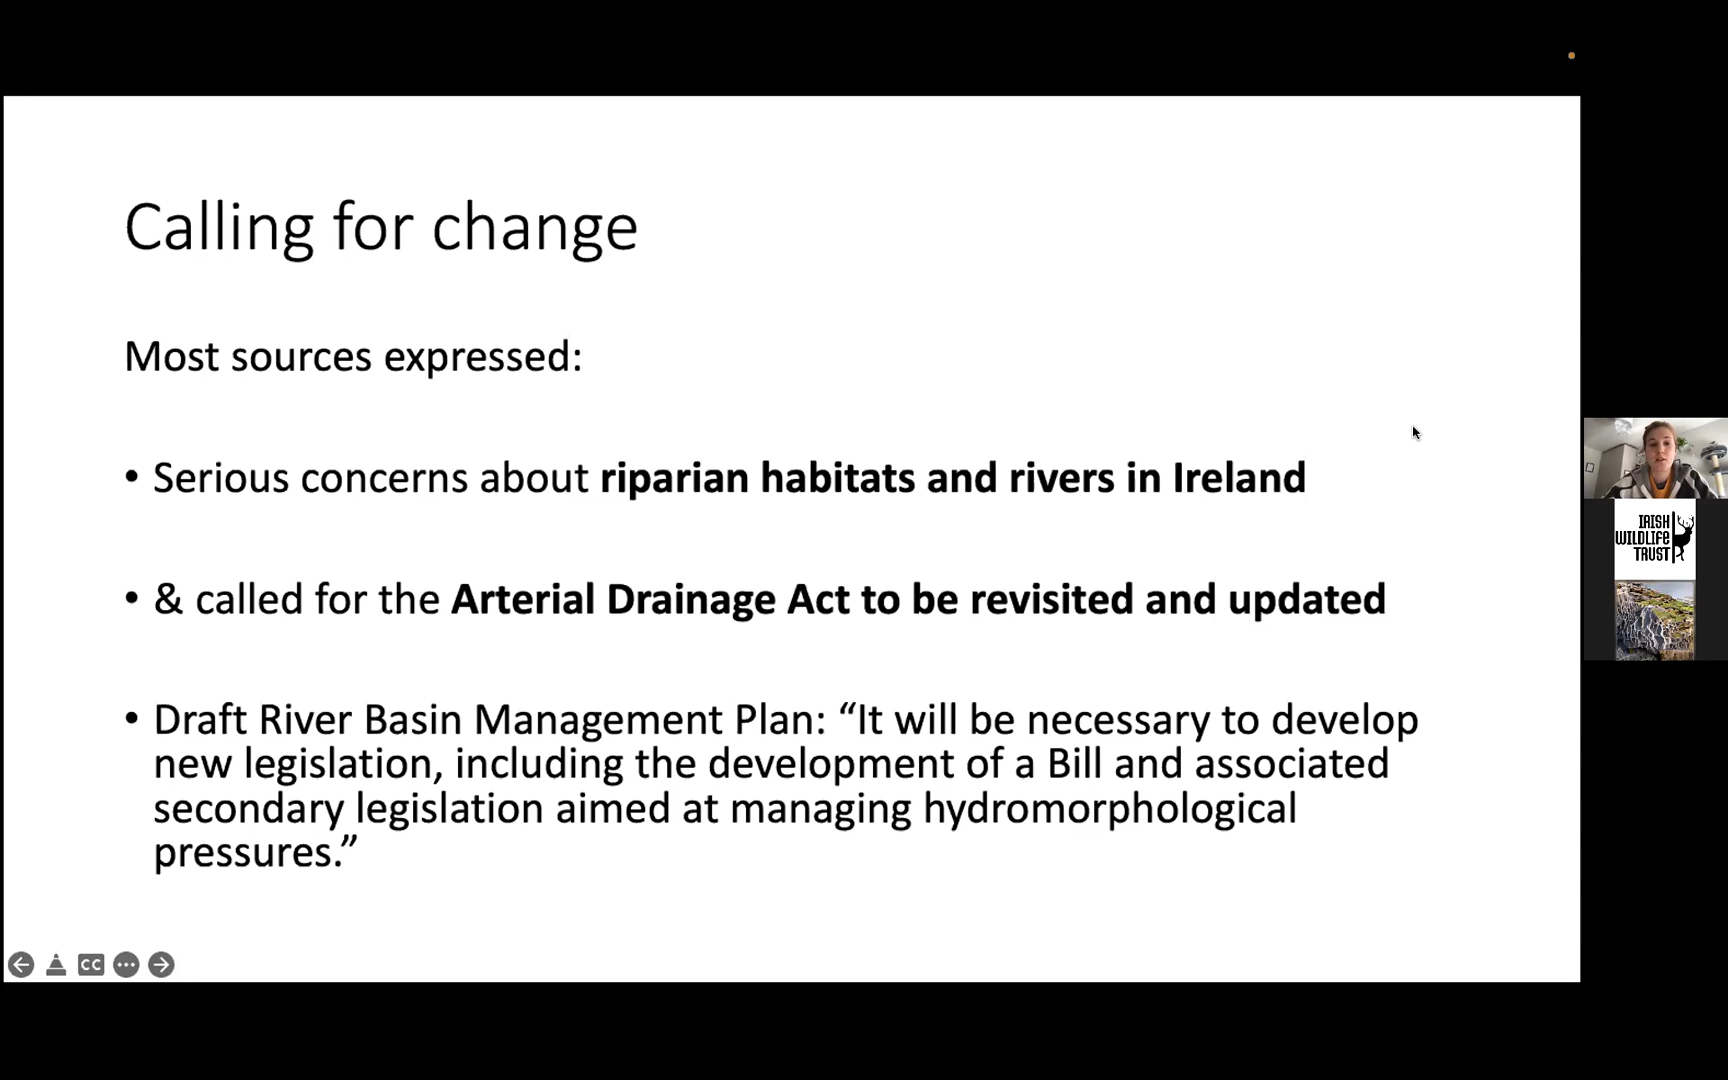 Calling for change
Most sources expressed:
• Serious concerns about riparian habitats and rivers in Ireland
• & called for the Arterial Drainage Act to be revisited and updated
• Draft River Basin Management Plan: “It will be necessary to develop
new legislation, including the development of a Bill and associated
secondary legislation aimed at managing hydromorphological
pressures.”
IRISH
WILDLIFE
TRUST
CC